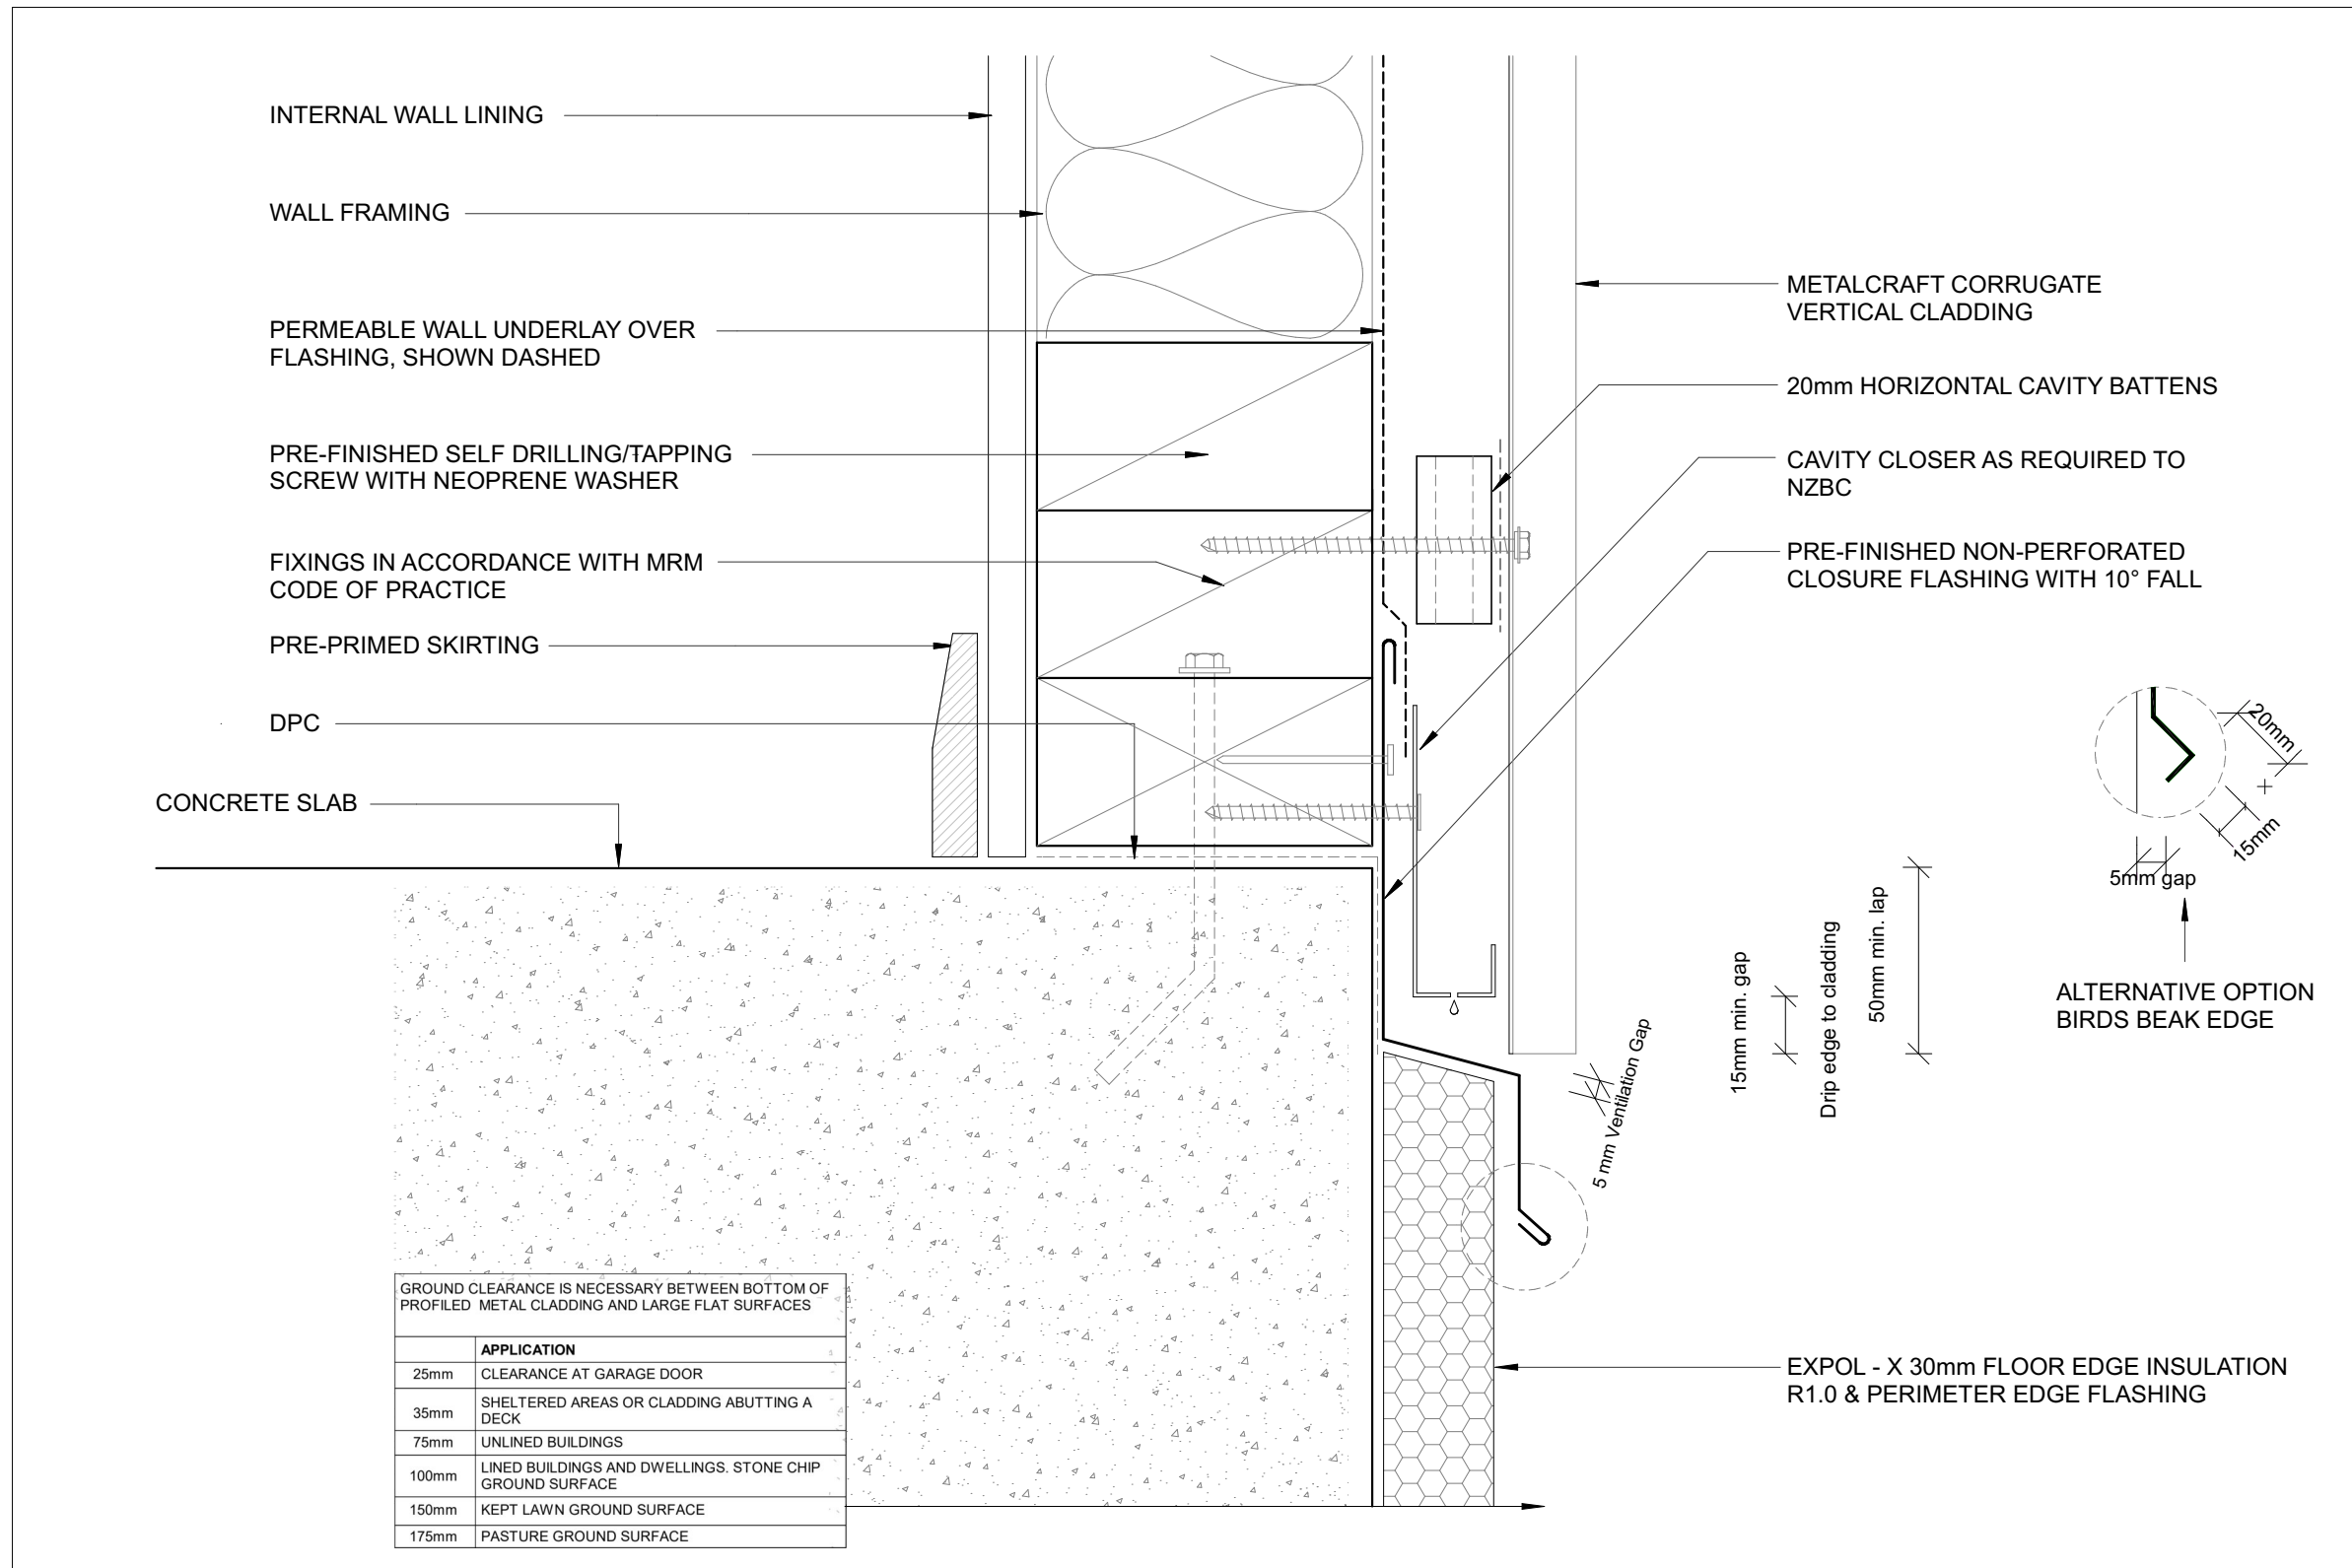 INTERNAL WALL LINING
WALL FRAMING
PERMEABLE WALL UNDERLAY OVER
FLASHING, SHOWN DASHED
PRE-FINISHED SELF DRILLING/TAPPING
SCREW WITH NEOPRENE WASHER
FIXINGS IN ACCORDANCE WITH MRM
CODE OF PRACTICE
PRE-PRIMED SKIRTING
DPC
CONCRETE SLAB
METALCRAFT CORRUGATE
VERTICAL CLADDING
20mm HORIZONTAL CAVITY BATTENS
CAVITY CLOSER AS REQUIRED TO
NZBC
PRE-FINISHED NON-PERFORATED
CLOSURE FLASHING WITH 10° FALL
20mm
15mm
5mm gap
ALTERNATIVE OPTION
BIRDS BEAK EDGE
15mm min. gap
Drip edge to cladding
50mm min. lap
5 mm Ventilation Gap
EXPOL - X 30mm FLOOR EDGE INSULATION
R1.0 & PERIMETER EDGE FLASHING
GROUND CLEARANCE IS NECESSARY BETWEEN BOTTOM OF
PROFILED METAL CLADDING AND LARGE FLAT SURFACES
APPLICATION
25mm CLEARANCE AT GARAGE DOOR
35mm SHELTERED AREAS OR CLADDING ABUTTING A
DECK
75mm UNLINED BUILDINGS
100mm LINED BUILDINGS AND DWELLINGS. STONE CHIP
GROUND SURFACE
150mm KEPT LAWN GROUND SURFACE
175mm PASTURE GROUND SURFACE